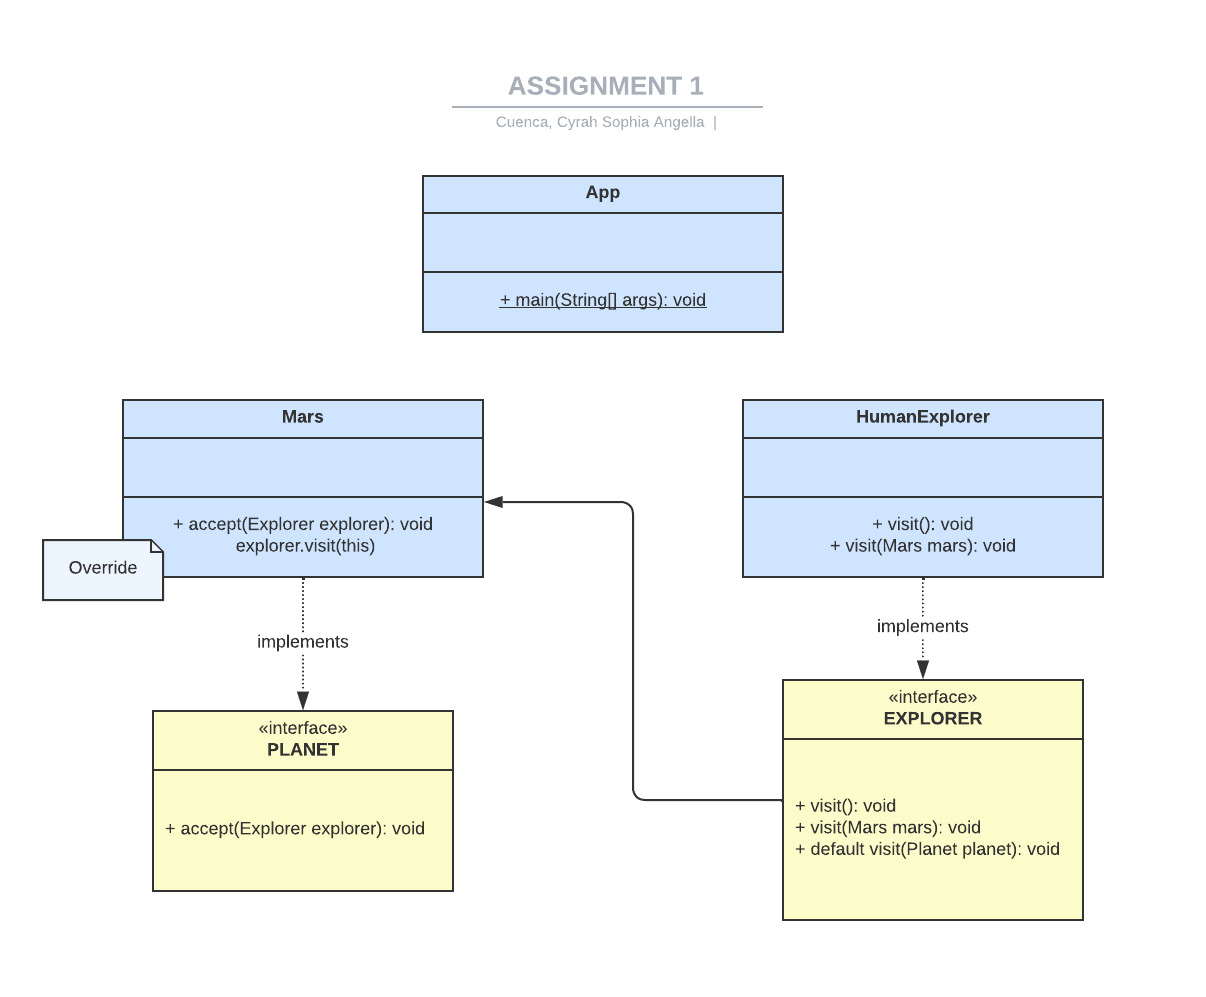 ASSIGNMENT 1
Cuenca, Cyrah Sophia Angella |
App
+ main(String[] args): void
Mars
+ accept(Explorer explorer): void
explorer.visit(this)
Override
HumanExplorer
+ visit(): void
+ visit(Mars mars): void
implements
implements
«interface»
PLANET
+ accept(Explorer explorer): void
«interface»
EXPLORER
+ visit(): void
+ visit(Mars mars): void
+ default visit(Planet planet): void